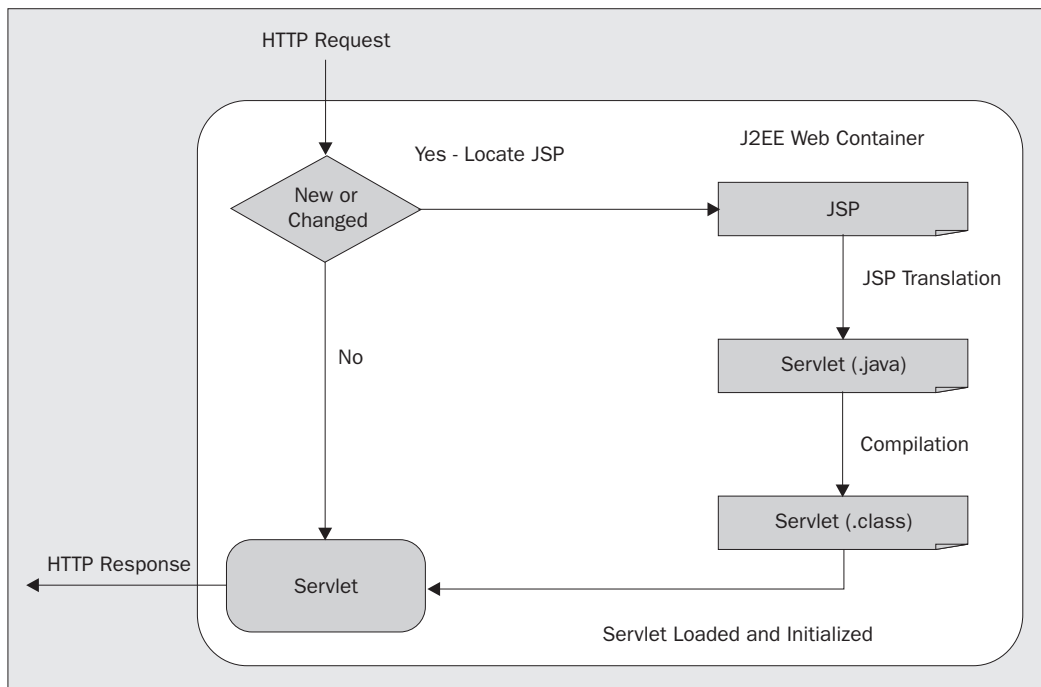 HTTP Request
J2EE Web Container
Yes - Locate JSP
New or
Changed
JSP
JSP Translation
No
Servlet (.java)
Compilation
Servlet (.class)
HTTP Response
Servlet
Servlet Loaded and Initialized